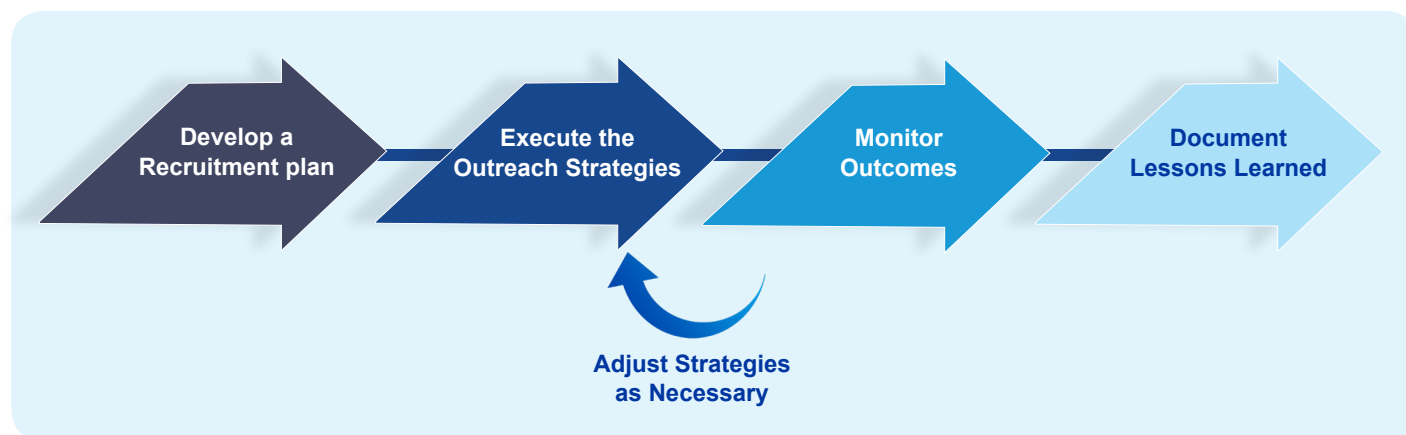 Develop a
Recruitment plan
Execute the
Outreach Strategies
Monitor
Outcomes
Document
Lessons Learned
Adjust Strategies
as Necessary